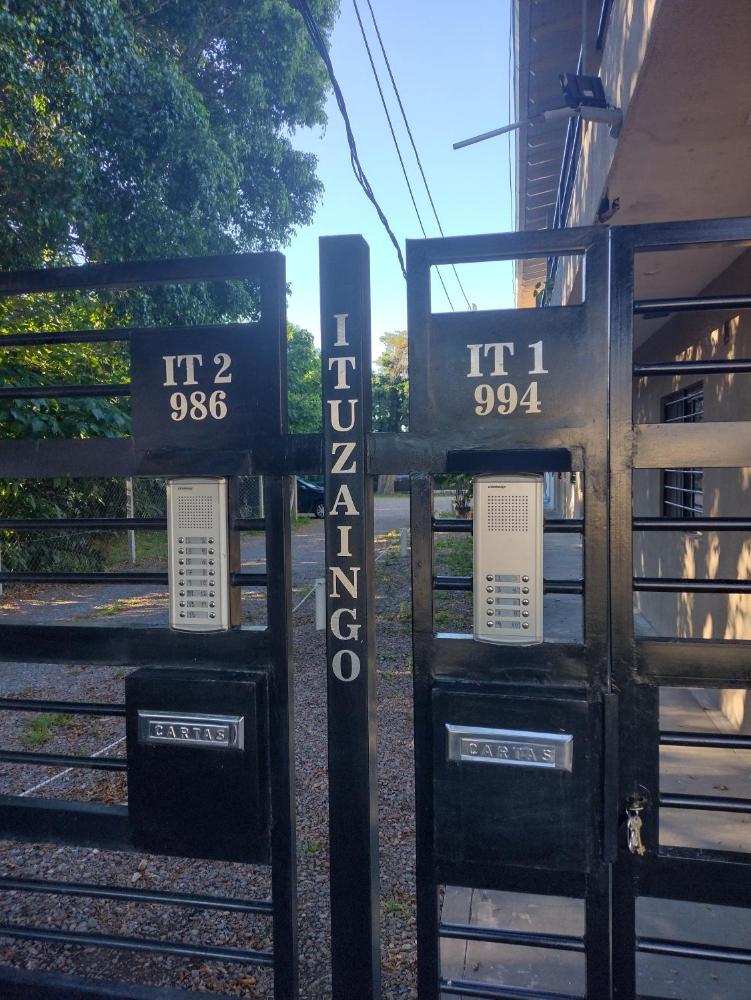 IT 2
986
ITUZAINGO
IT 1
994
CARTAS
CARTAS